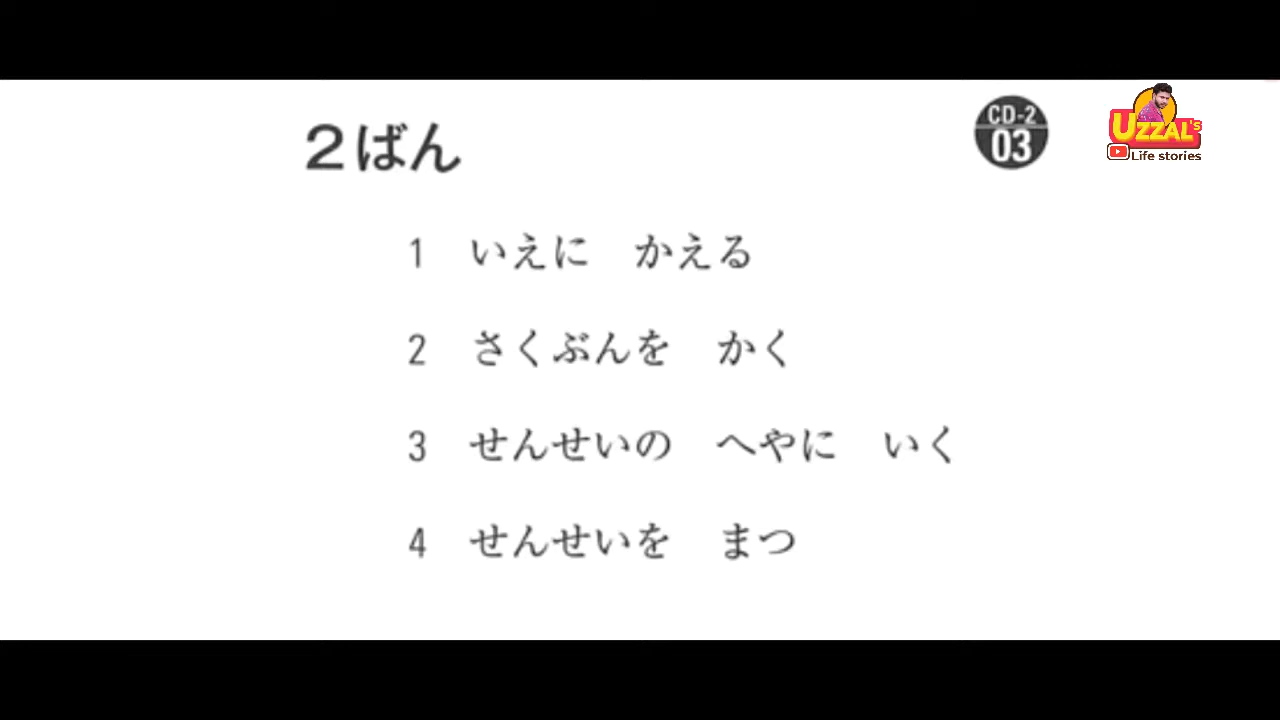 2ばん
CD-2
03
UZZAL's
Life stories
1 いえに かえる
2 さくぶんを かく
3 せんせいの へやに いく
4 せんせいを まつ